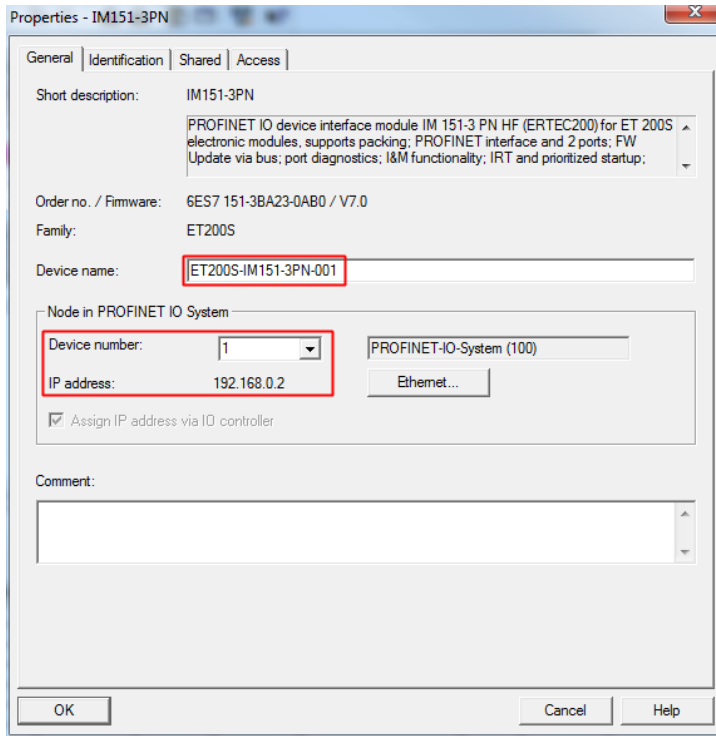 Properties - IM151-3PN
General Identification Shared Access
Short description: IM151-3PN
PROFINET IO device interface module IM 151-3 PN HF (ERTEC200) for ET 200S
electronic modules, supports packing; PROFINET interface and 2 ports; FW
Update via bus; port diagnostics; I&M functionality; IRT and prioritized startup;
Order no. / Firmware: 6ES7 151-3BA23-0AB0 / V7.0
Family: ET200S
Device name: ET200S-IM151-3PN-001
Node in PROFINET IO System
Device number: 1 PROFINET-IO-System (100)
IP address: 192.168.0.2 Ethernet...
Assign IP address via IO controller
Comment:
OK Cancel Help